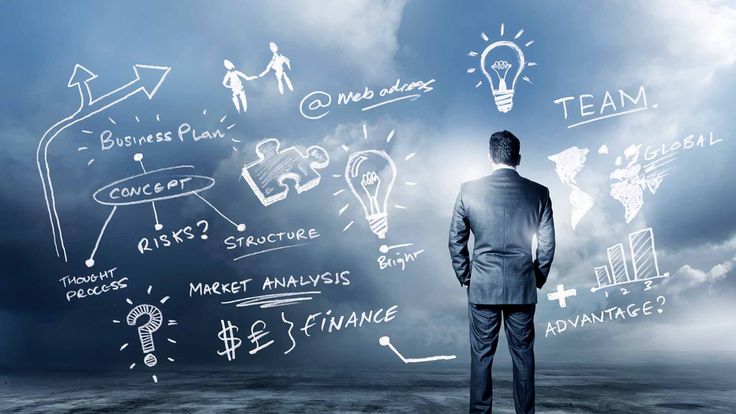 @ Web adress
TEAM.
Business Plan
GLOBAL
CONCEPT
RISKS?
STRUCTURE
Bright
THOUGHT
PROCESS
MARKET ANALYSIS
?
$ £ } FINANCE
1 2 3
+
ADVANTAGE?